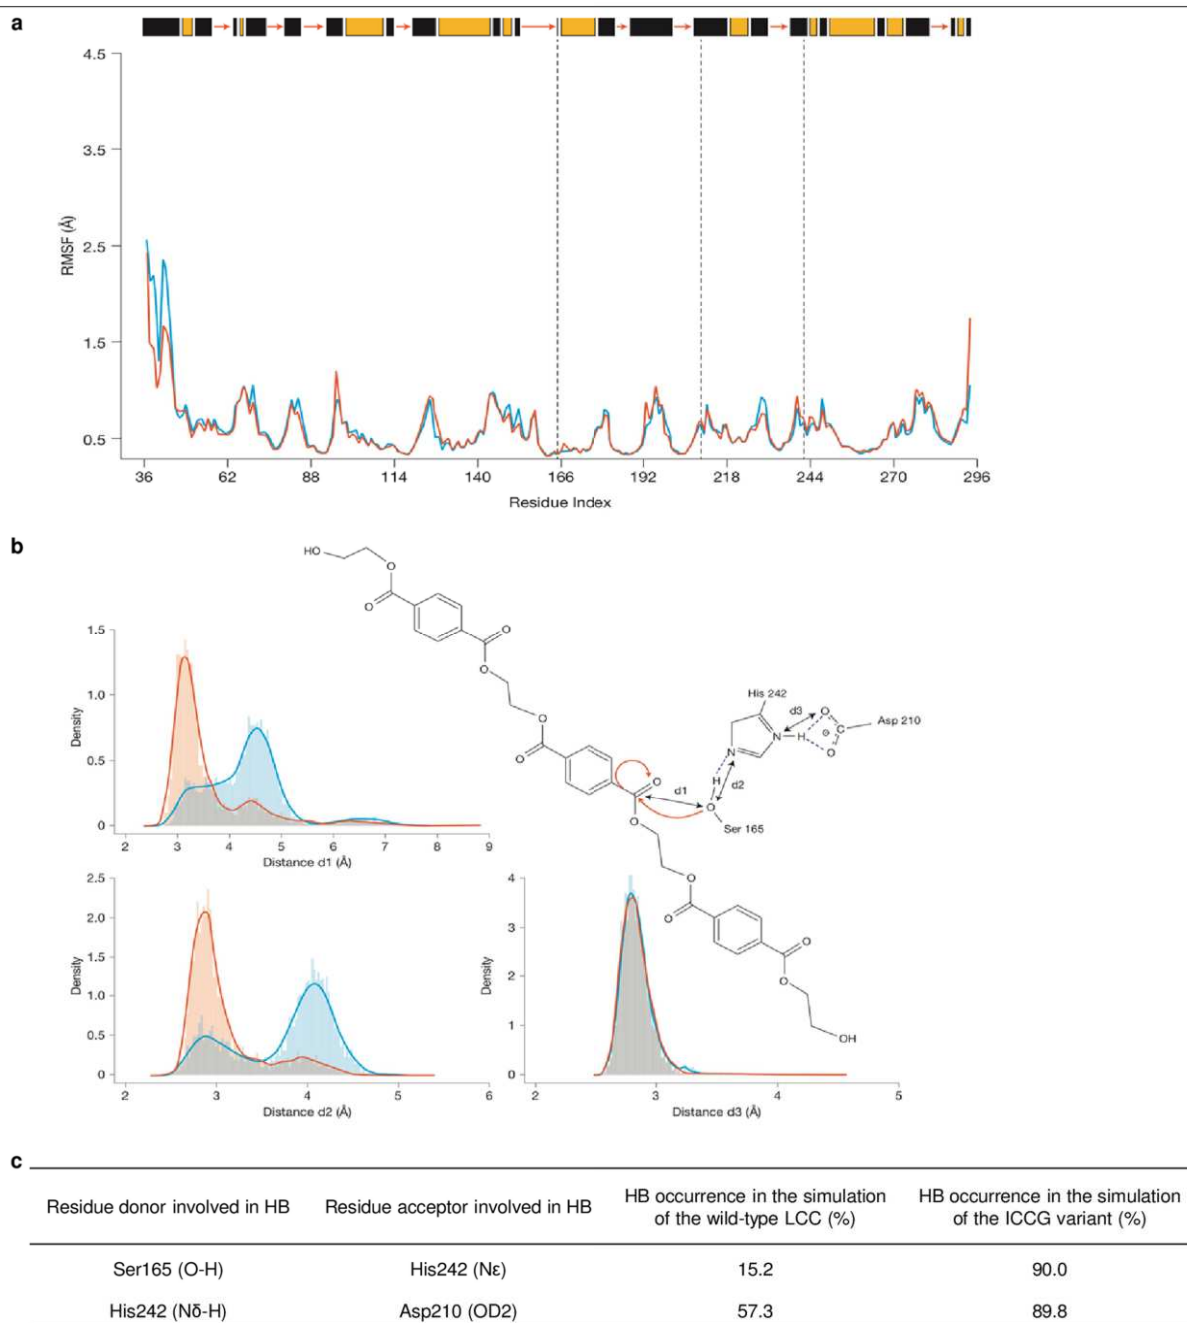 a
4.5
3.5
2.5
1.5
0.5
RMSF (Å)
36 62 88 114 140 166 192 218 244 270 296
Residue Index
b
HO
O
O
O
O
O
O
O
O
His 242
d3
O
C
⊖
Asp 210
N H
O
N
H
d2
O
d1
O
Ser 165
O
O
O
O
O
OH
1.5
1.0
0.5
0
Density
2 3 4 5 6 7 8 9
Distance d1 (Å)
2.5
2.0
1.5
1.0
0.5
0
Density
2 3 4 5 6
Distance d2 (Å)
4
3
2
1
0
Density
2 3 4 5
Distance d3 (Å)
c
Residue donor involved in HB Residue acceptor involved in HB HB occurrence in the simulation of the wild-type LCC (%) HB occurrence in the simulation of the ICCG variant (%)
Ser165 (O-H) His242 (Nε) 15.2 90.0
His242 (Nδ-H) Asp210 (OD2) 57.3 89.8